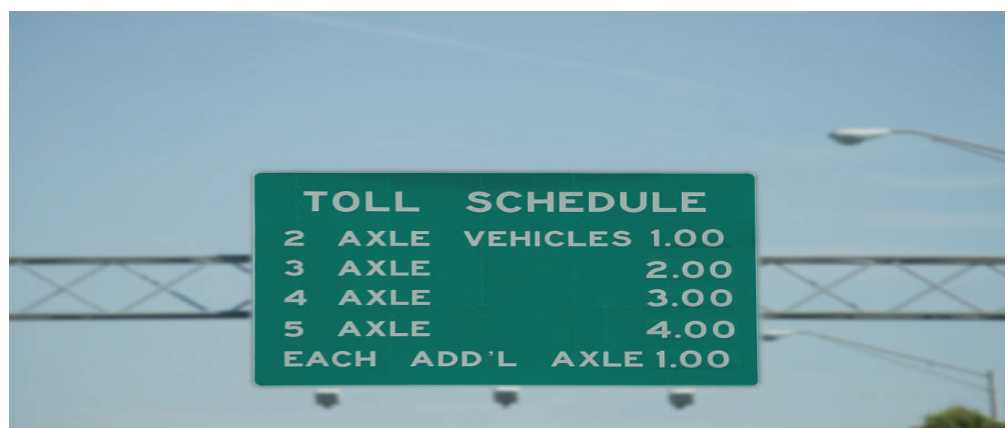 TOLL SCHEDULE
2 AXLE VEHICLES 1.00
3 AXLE 2.00
4 AXLE 3.00
5 AXLE 4.00
EACH ADD'L AXLE 1.00